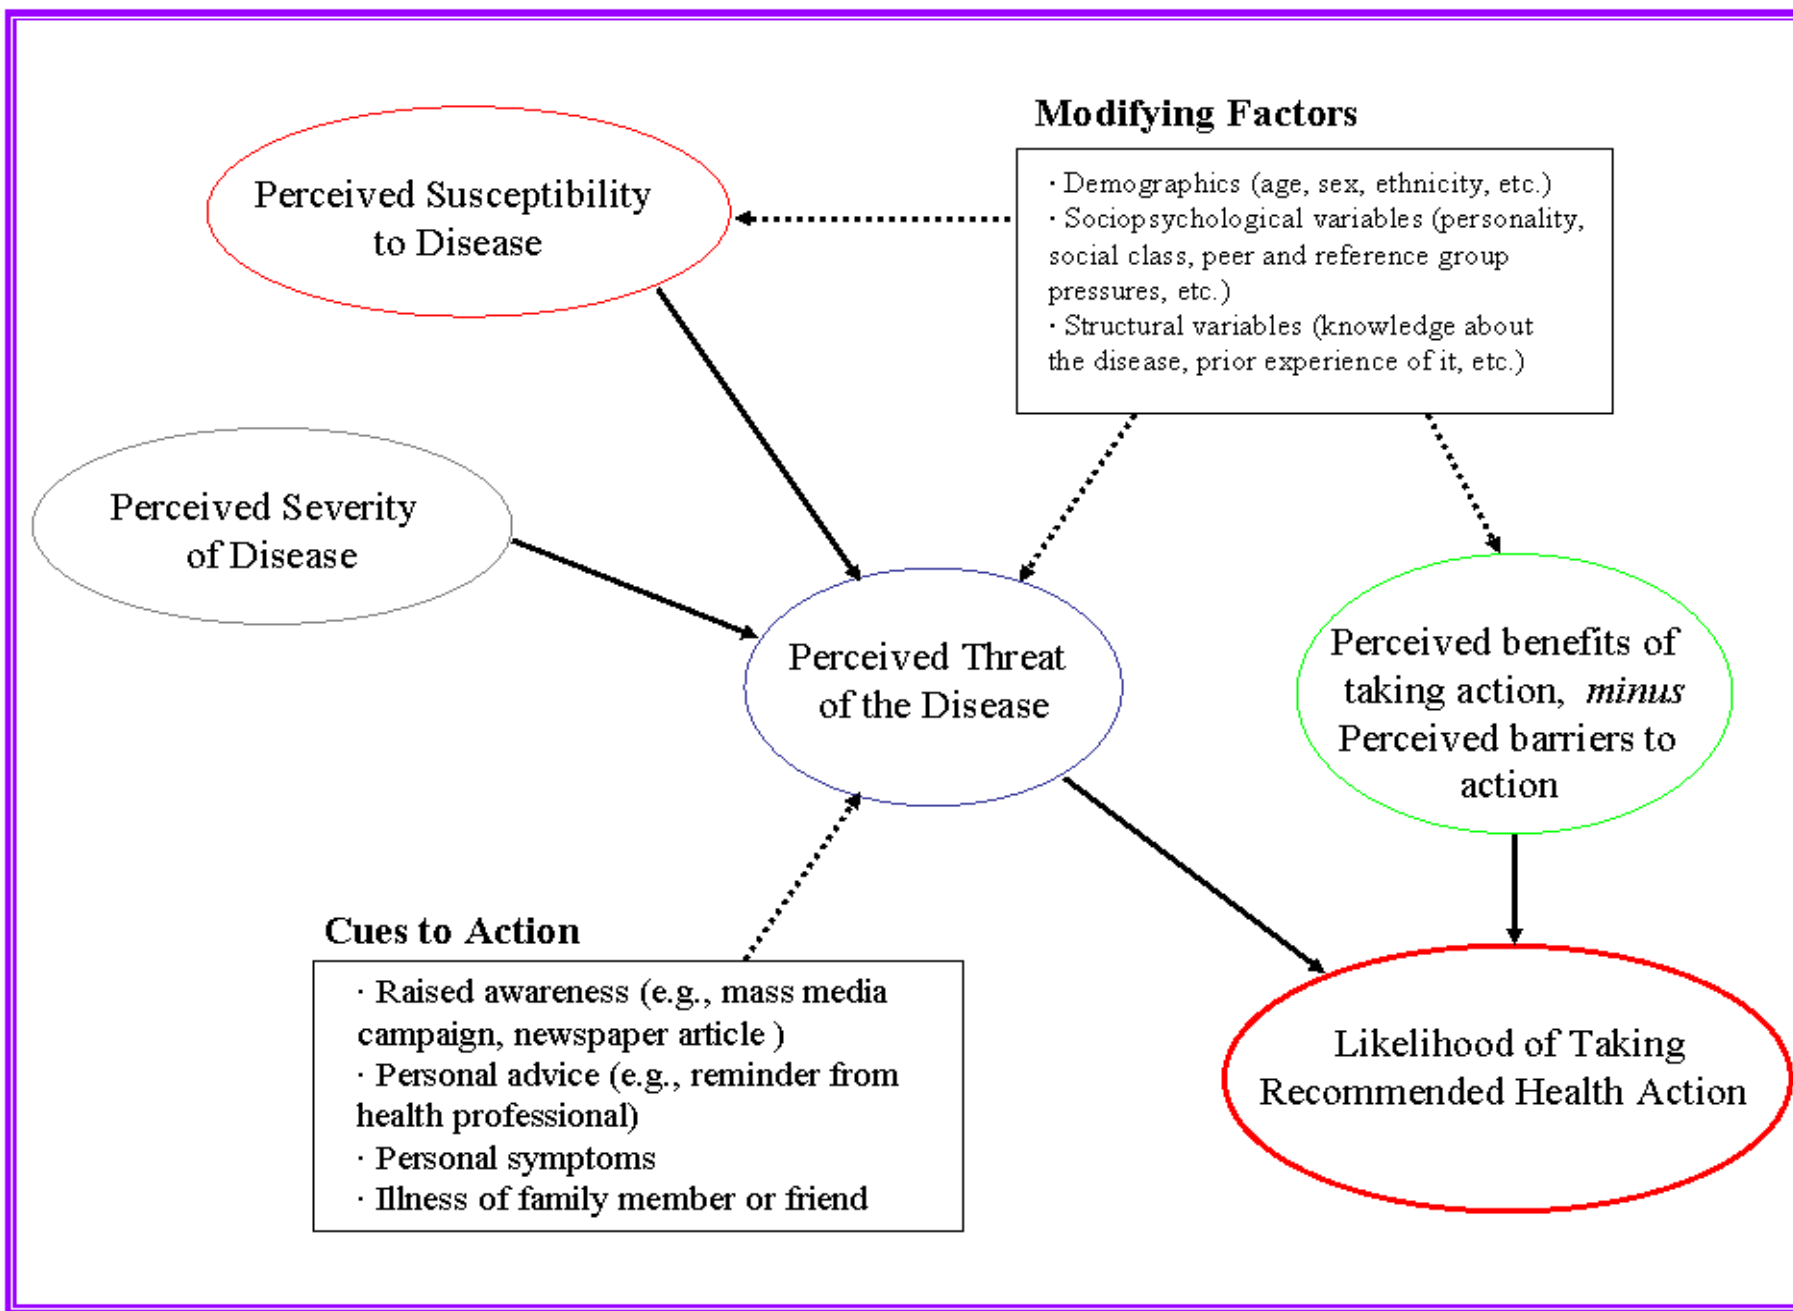 Modifying Factors
· Demographics (age, sex, ethnicity, etc.)
· Sociopsychological variables (personality,
social class, peer and reference group
pressures, etc.)
· Structural variables (knowledge about
the disease, prior experience of it, etc.)
Perceived Susceptibility
to Disease
Perceived Severity
of Disease
Perceived Threat
of the Disease
Perceived benefits of
taking action, minus
Perceived barriers to
action
Cues to Action
· Raised awareness (e.g., mass media
campaign, newspaper article )
· Personal advice (e.g., reminder from
health professional)
· Personal symptoms
· Illness of family member or friend
Likelihood of Taking
Recommended Health Action